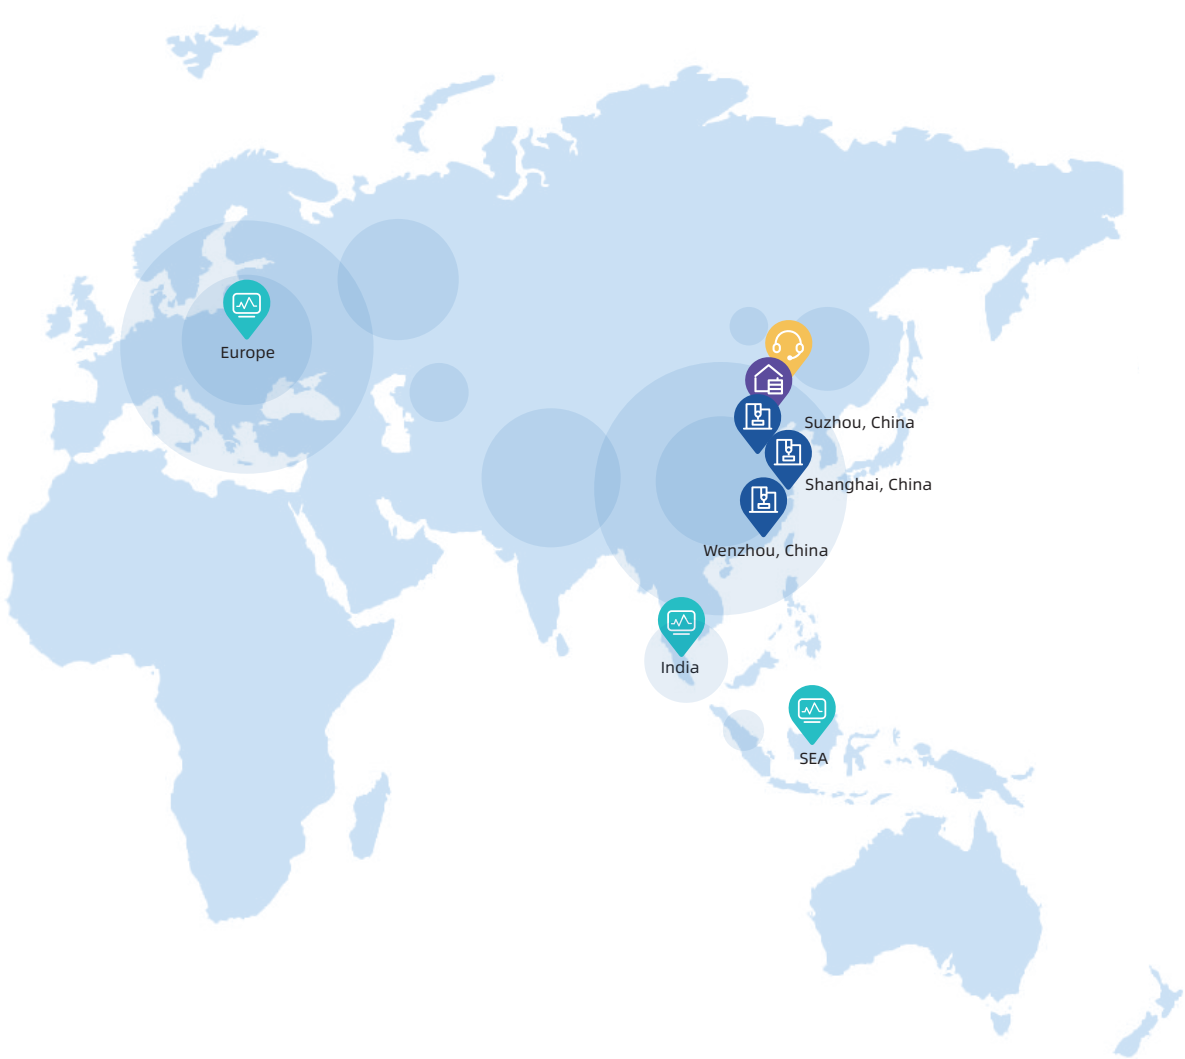 Europe
Suzhou, China
Shanghai, China
Wenzhou, China
India
SEA